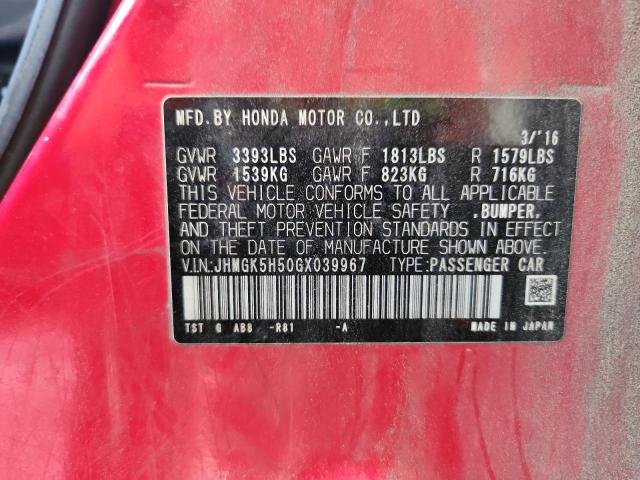 MFD.BY HONDA MOTOR CO.,LTD
3/'16
GVWR 3393LBS GAWR F 1813LBS R 1579LBS
GVWR 1539KG GAWR F 823KG R 716KG
THIS VEHICLE CONFORMS TO ALL APPLICABLE
FEDERAL MOTOR VEHICLE SAFETY ,BUMPER,
AND THEFT PREVENTION STANDARDS IN EFFECT
ON THE DATE OF MANUFACTURE SHOWN ABOVE.
V.IN:JHMGK5H50GX039967 TYPE:PASSENGER CAR
TST G AB8 -R81 -A MADE IN JAPAN